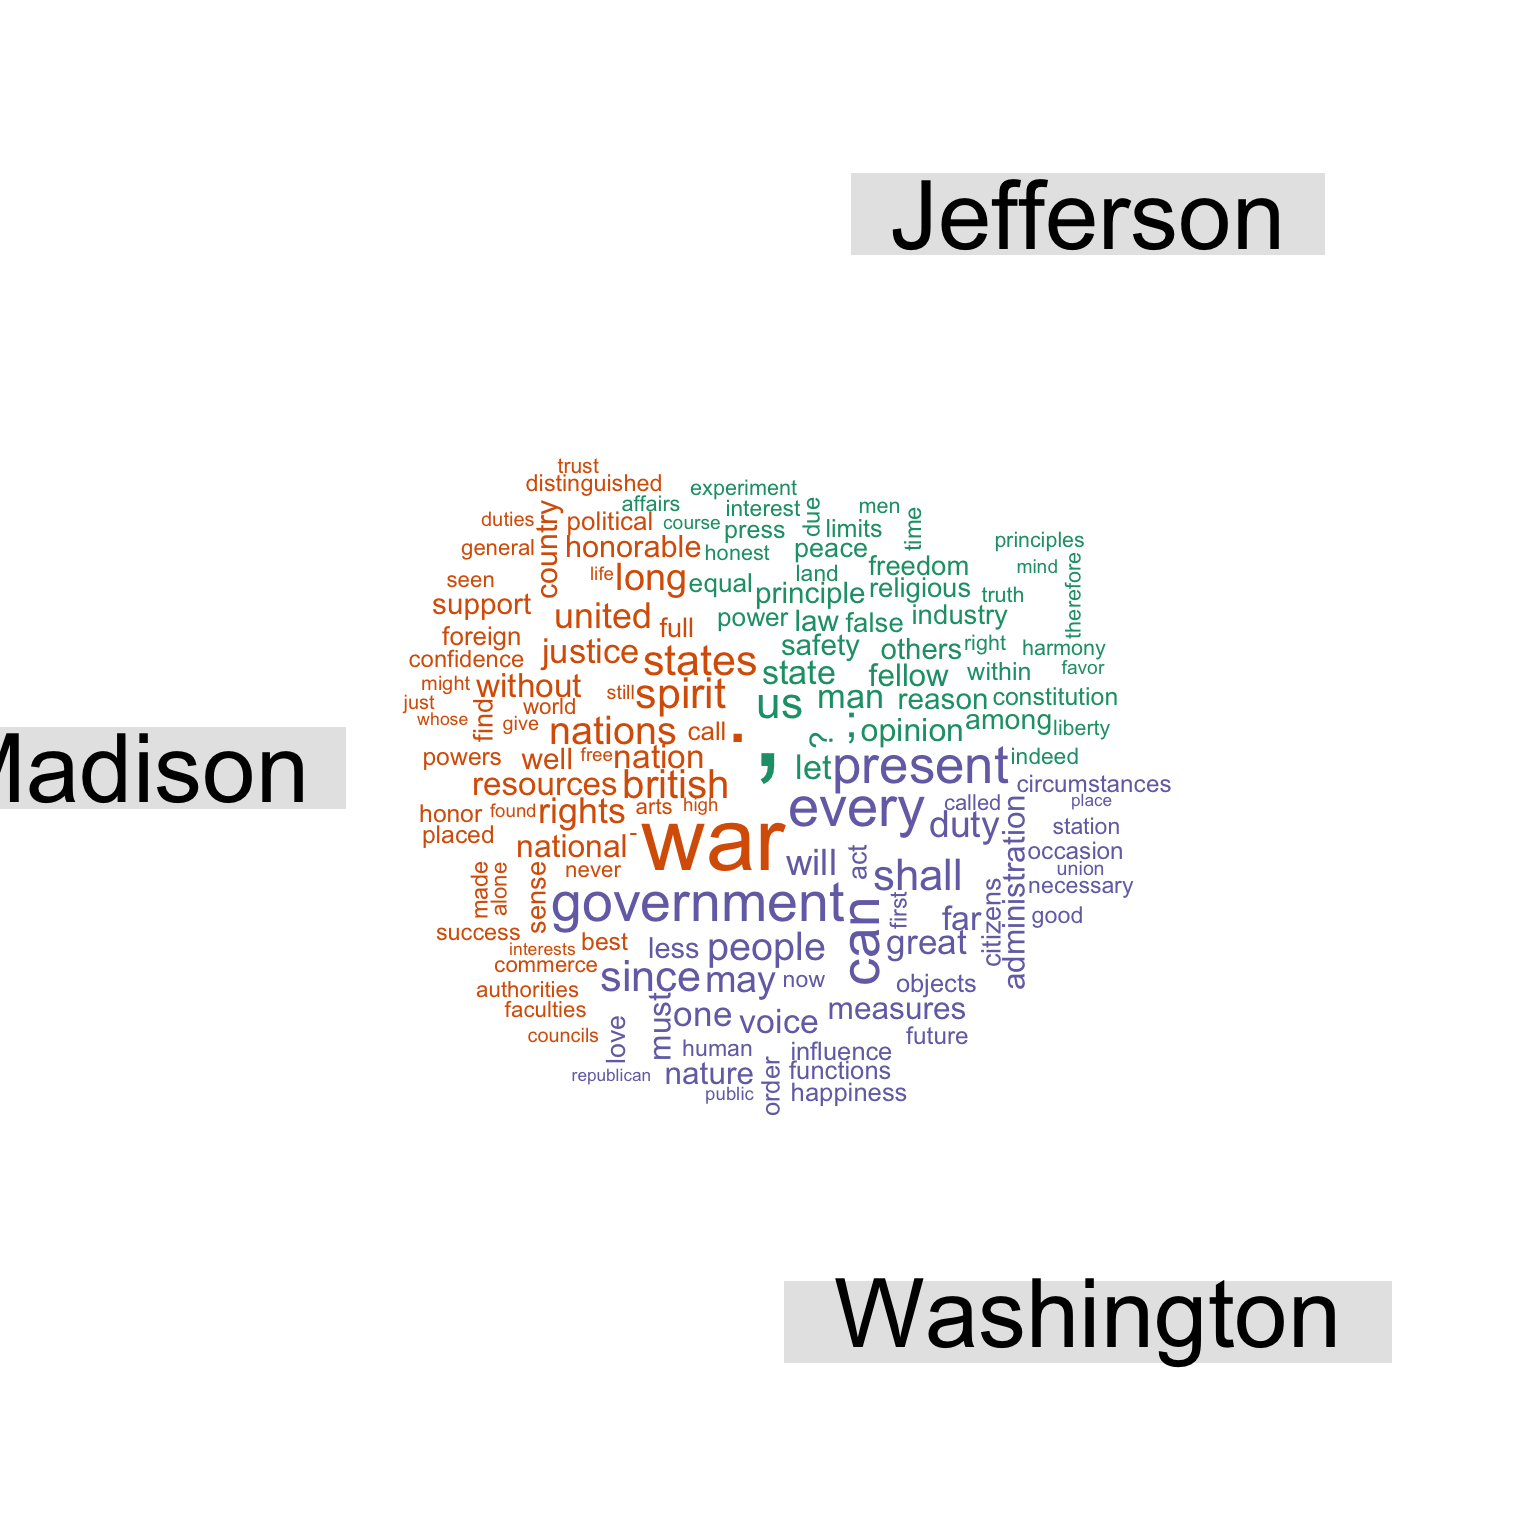 Jefferson
trust
distinguished experiment
affairs interest due men
duties country political course press limits time
general honorable honest peace principles
seen life long equal land freedom mind therefore
support principle religious truth
united full power law false industry
foreign justice safety others right harmony
confidence states state fellow within favor
might without still spirit us man reason constitution
just find world
whose give nations call . ? ; opinion among liberty
Madison
powers well free nation , let present indeed
resources british circumstances
honor found rights arts high every called place
placed - war duty administration station
national will act occasion
made alone sense never shall union
necessary
government can first far citizens good
success best less people great
interests
commerce since may now objects
authorities
faculties must one voice measures
councils love human influence future
republican nature order functions
public happiness
Washington